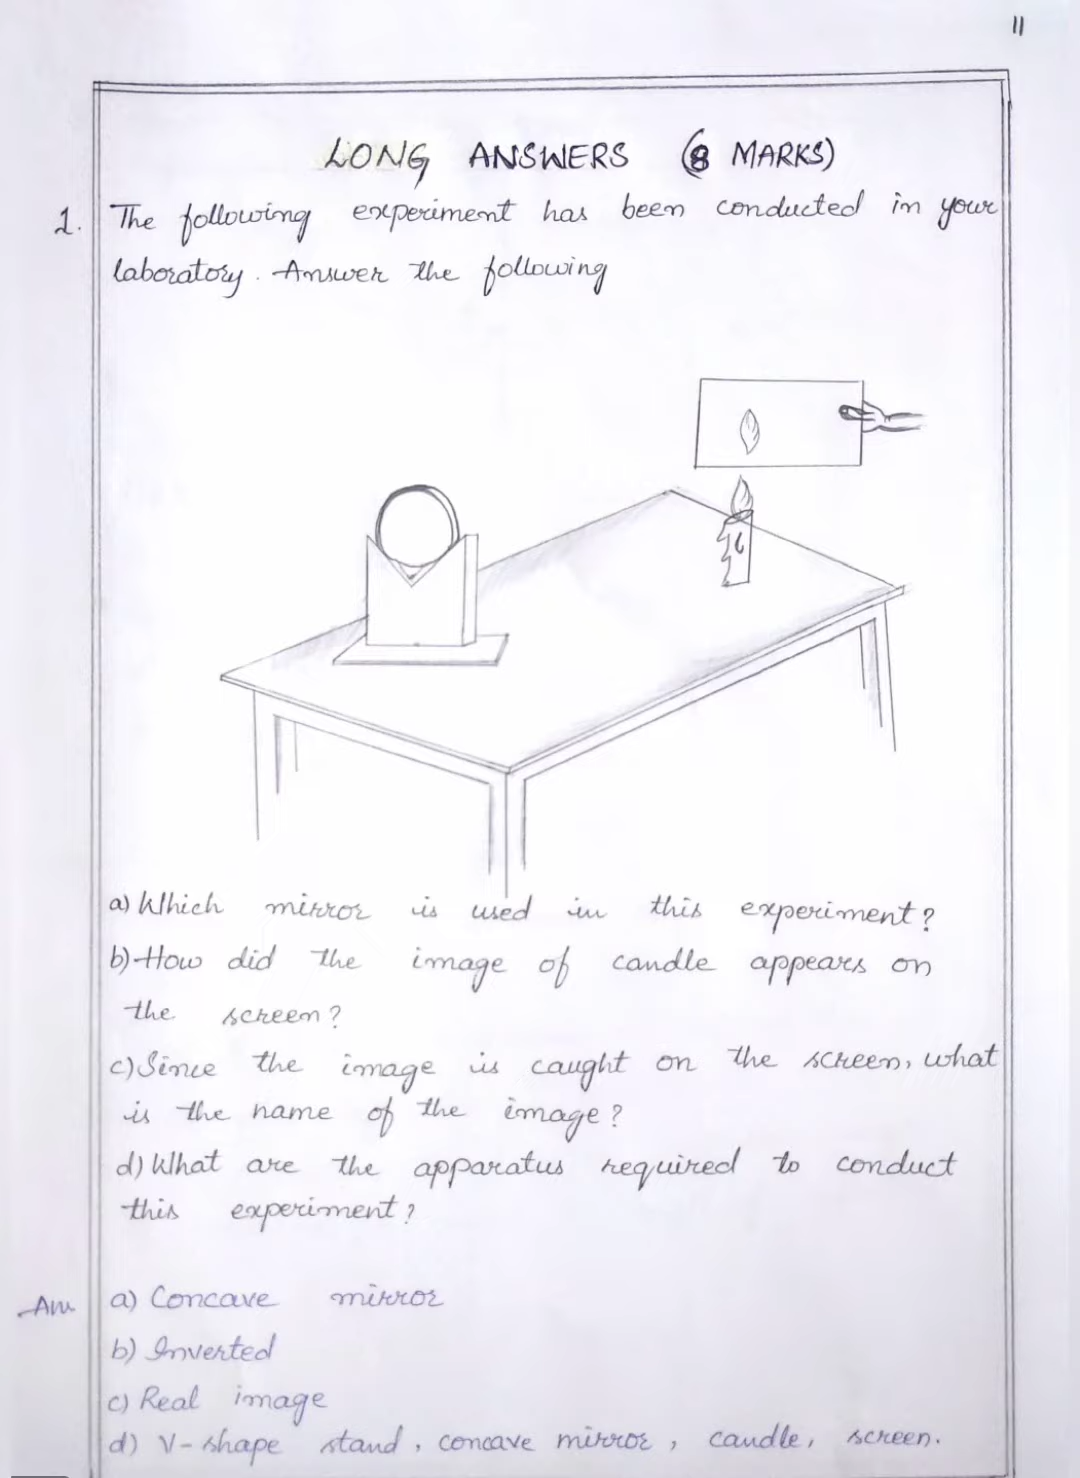 11
LONG ANSWERS (8 MARKS)
1. The following experiment has been conducted in your
laboratory. Answer the following
a) Which mirror is used in this experiment?
b) How did the image of candle appears on
the screen?
c) Since the image is caught on the screen, what
is the name of the image?
d) What are the apparatus required to conduct
this experiment?
Ans a) Concave mirror
b) Inverted
c) Real image
d) V-shape stand, concave mirror, candle, screen.